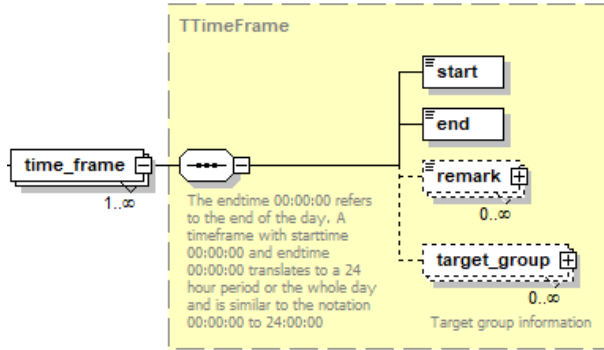 TTimeFrame
start
end
time_frame
1..∞
remark
0..∞
The endtime 00:00:00 refers
to the end of the day. A
timeframe with starttime
00:00:00 and endtime
00:00:00 translates to a 24
hour period or the whole day
and is similar to the notation
00:00:00 to 24:00:00
target_group
0..∞
Target group information